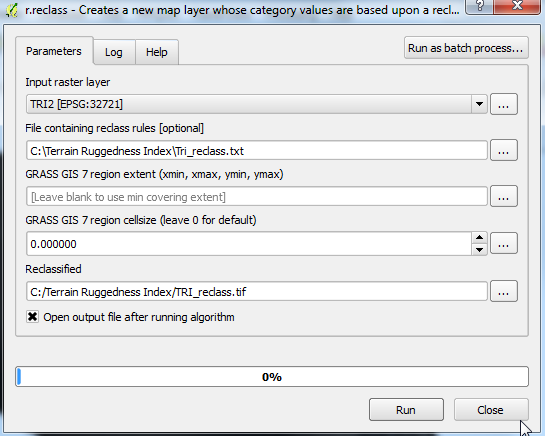 r.reclass - Creates a new map layer whose category values are based upon a recl...
Parameters
Log
Help
Run as batch process...
Input raster layer
TRI2 [EPSG:32721]
...
File containing reclass rules [optional]
C:\Terrain Ruggedness Index\Tri_reclass.txt
...
GRASS GIS 7 region extent (xmin, xmax, ymin, ymax)
[Leave blank to use min covering extent]
...
GRASS GIS 7 region cellsize (leave 0 for default)
0.000000
...
Reclassified
C:/Terrain Ruggedness Index/TRI_reclass.tif
...
Open output file after running algorithm
0%
Run
Close